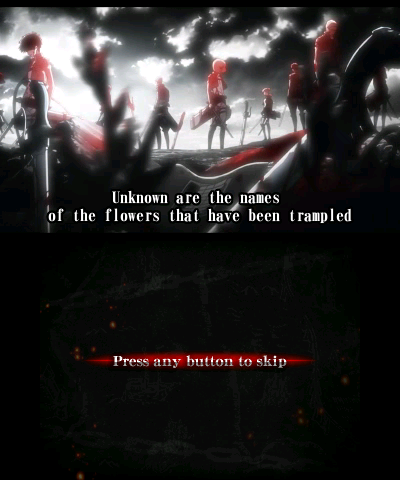 Unknown are the names
of the flowers that have been trampled
Press any button to skip